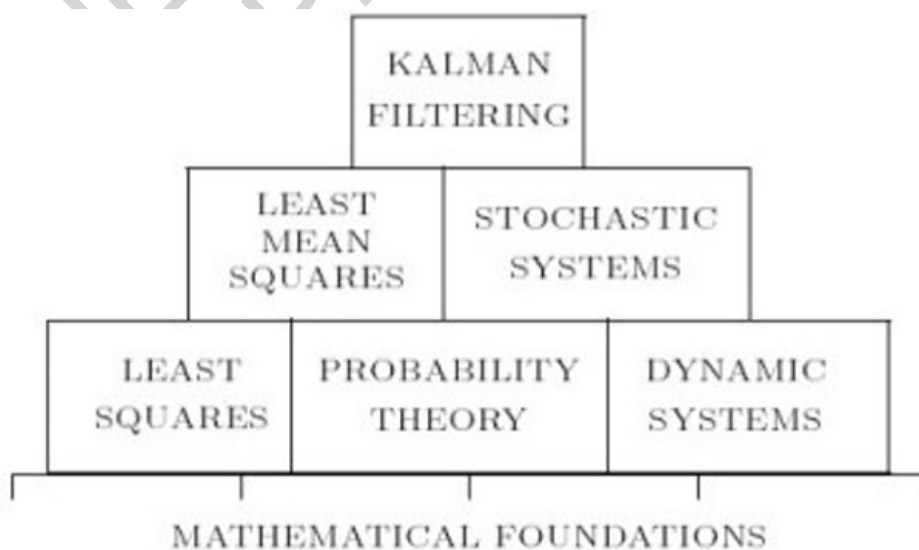 KALMAN
FILTERING
LEAST
MEAN
SQUARES
STOCHASTIC
SYSTEMS
LEAST
SQUARES
PROBABILITY
THEORY
DYNAMIC
SYSTEMS
MATHEMATICAL FOUNDATIONS